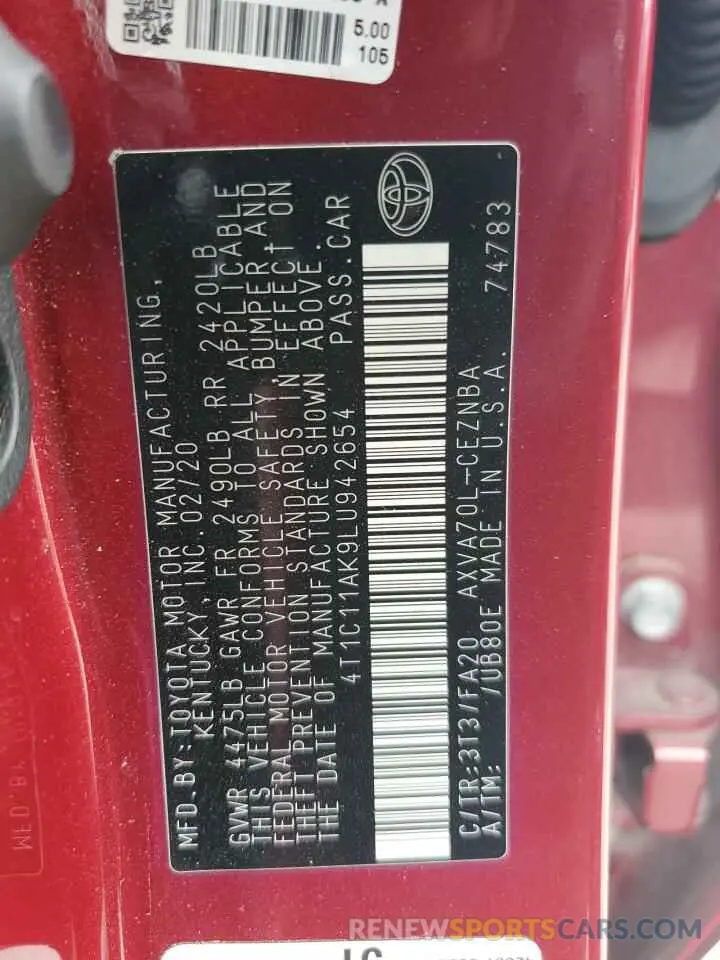 5.00
105
MFD.BY:TOYOTA MOTOR MANUFACTURING,
KENTUCKY, INC.02/20
GVWR 4475LB GAWR FR 2490LB RR 2420LB
THIS VEHICLE CONFORMS TO ALL APPLICABLE
FEDERAL MOTOR VEHICLE SAFETY,BUMPER,AND
THEFT PREVENTION STANDARDS IN EFFECT ON
THE DATE OF MANUFACTURE SHOWN ABOVE.
4T1C11AK9LU942654 PASS.CAR
C/TR:3T3/FA20 AXVA70L-CEZNBA
A/TM: /UB80E MADE IN U.S.A. 74783
RENEWSPORTSCARS.COM